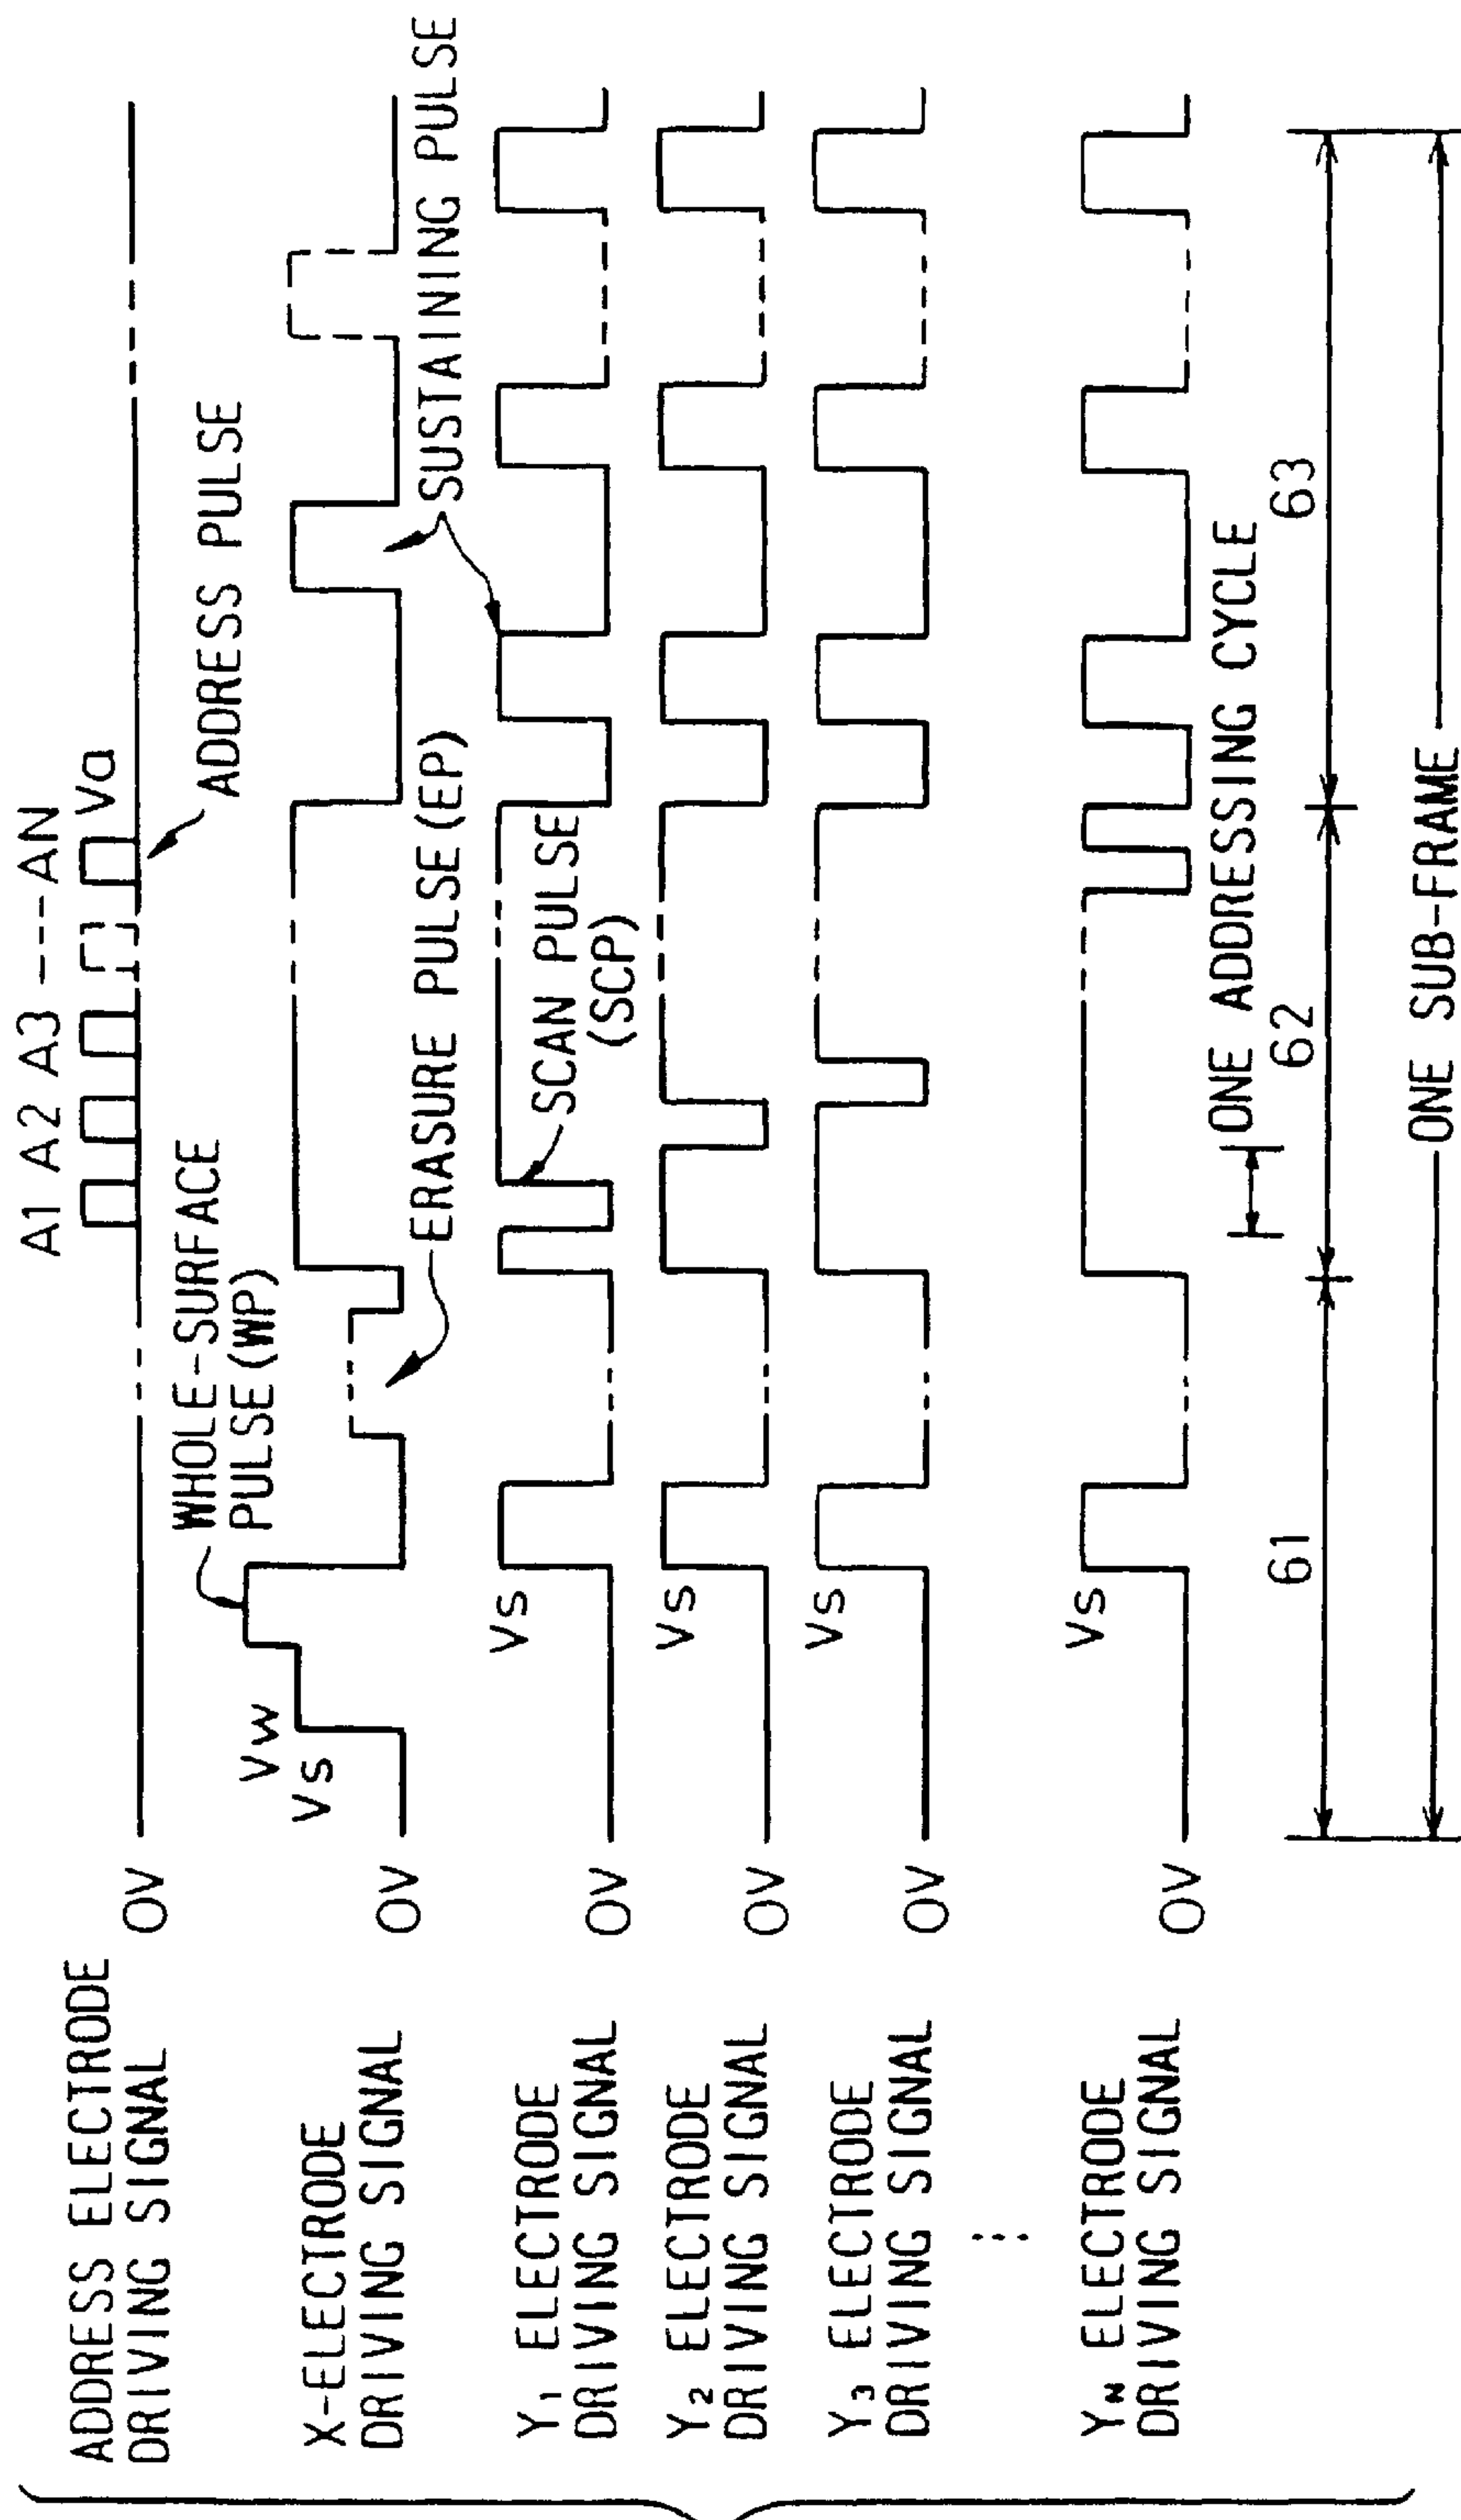 A1 A2 A3 --- AN
Va
ADDRESS ELECTRODE
DRIVING SIGNAL
0V
ADDRESS PULSE
WHOLE-SURFACE
PULSE(WP)
Vw
Vs
X-ELECTRODE
DRIVING SIGNAL
0V
ERASURE PULSE(EP)
SUSTAINING PULSE
Y1 ELECTRODE
DRIVING SIGNAL
0V
Vs
SCAN PULSE
(SCP)
Y2 ELECTRODE
DRIVING SIGNAL
0V
Vs
Y3 ELECTRODE
DRIVING SIGNAL
0V
Vs
YN ELECTRODE
DRIVING SIGNAL
0V
Vs
ONE ADDRESSING CYCLE
61
62
63
ONE SUB-FRAME